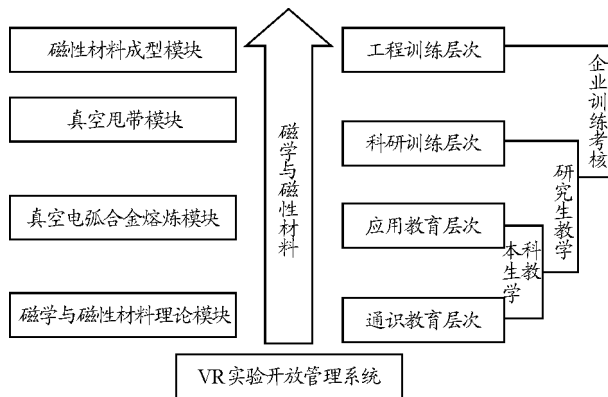 磁性材料成型模块
真空甩带模块
真空电弧合金熔炼模块
磁学与磁性材料理论模块
磁学与磁性材料
工程训练层次
科研训练层次
应用教育层次
通识教育层次
本科生教学
研究生教学
企业训练考核
VR实验开放管理系统